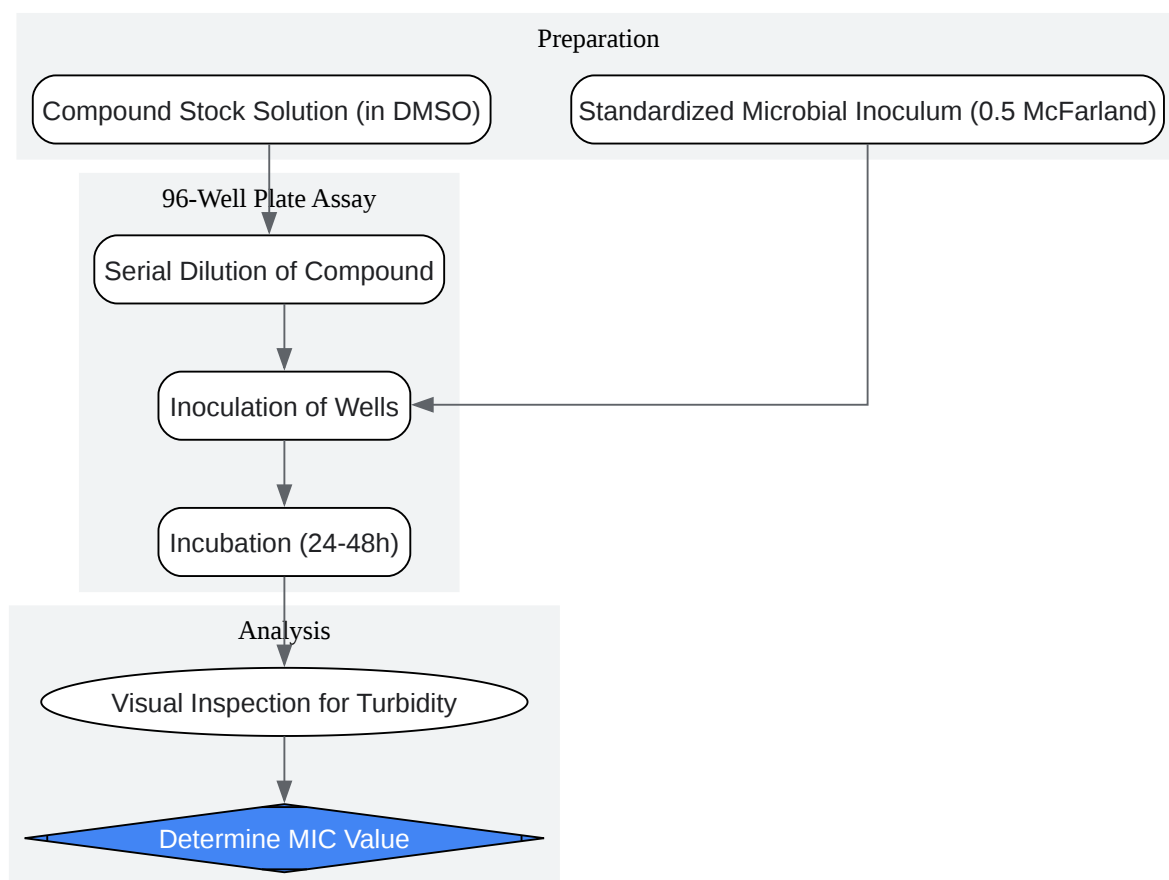 Preparation
Compound Stock Solution (in DMSO)
Standardized Microbial Inoculum (0.5 McFarland)
96-Well Plate Assay
Serial Dilution of Compound
Inoculation of Wells
Incubation (24-48h)
Analysis
Visual Inspection for Turbidity
Determine MIC Value